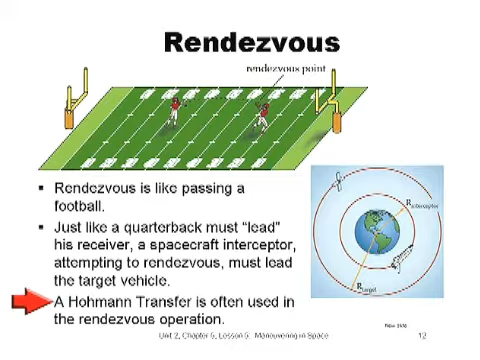 Rendezvous
rendezvous point
▪ Rendezvous is like passing a
football.
▪ Just like a quarterback must “lead”
his receiver, a spacecraft interceptor,
attempting to rendezvous, must lead
the target vehicle.
A Hohmann Transfer is often used in
the rendezvous operation.
R interceptor
R target
Unit 2, Chapter 5, Lesson 5: Maneuvering in Space
12